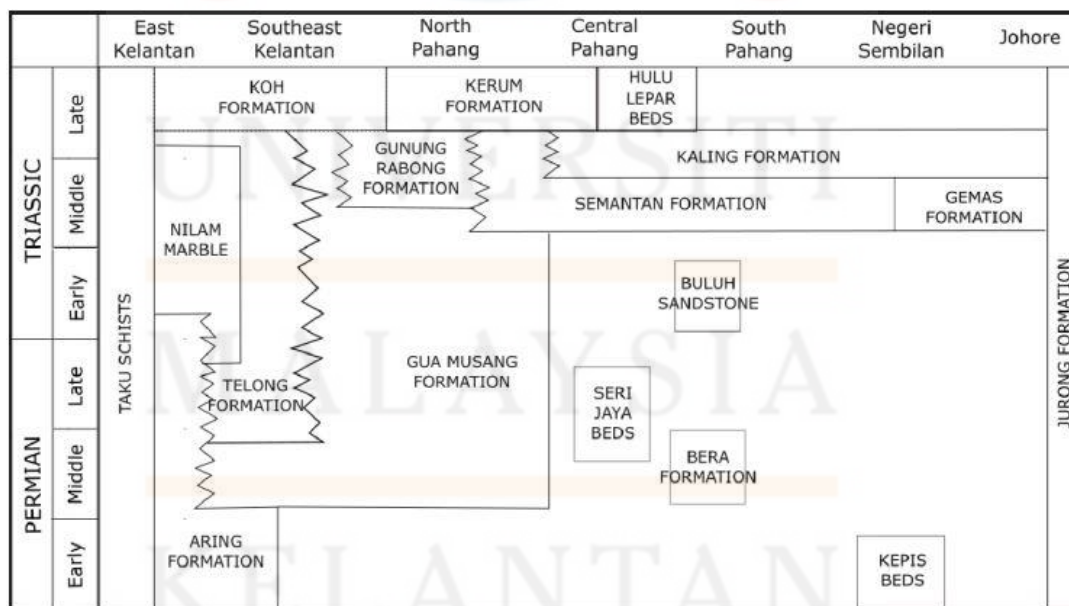 East
Kelantan
Southeast
Kelantan
North
Pahang
Central
Pahang
South
Pahang
Negeri
Sembilan
Johore
TRIASSIC
Late
Middle
Early
PERMIAN
Late
Middle
Early
KOH
FORMATION
KERUM
FORMATION
HULU
LEPAR
BEDS
GUNUNG
RABONG
FORMATION
KALING FORMATION
SEMANTAN FORMATION
GEMAS
FORMATION
NILAM
MARBLE
TAKU SCHISTS
BULUH
SANDSTONE
JURONG FORMATION
GUA MUSANG
FORMATION
TELONG
FORMATION
SERI
JAYA
BEDS
BERA
FORMATION
ARING
FORMATION
KEPIS
BEDS
UNIVERSITI
MALAYSIA
KELANTAN